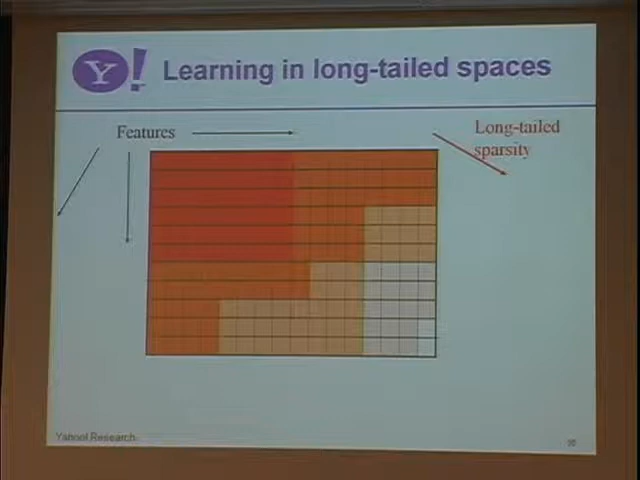 Y!
Learning in long-tailed spaces
Features
Long-tailed
sparsity
Yahoo! Research